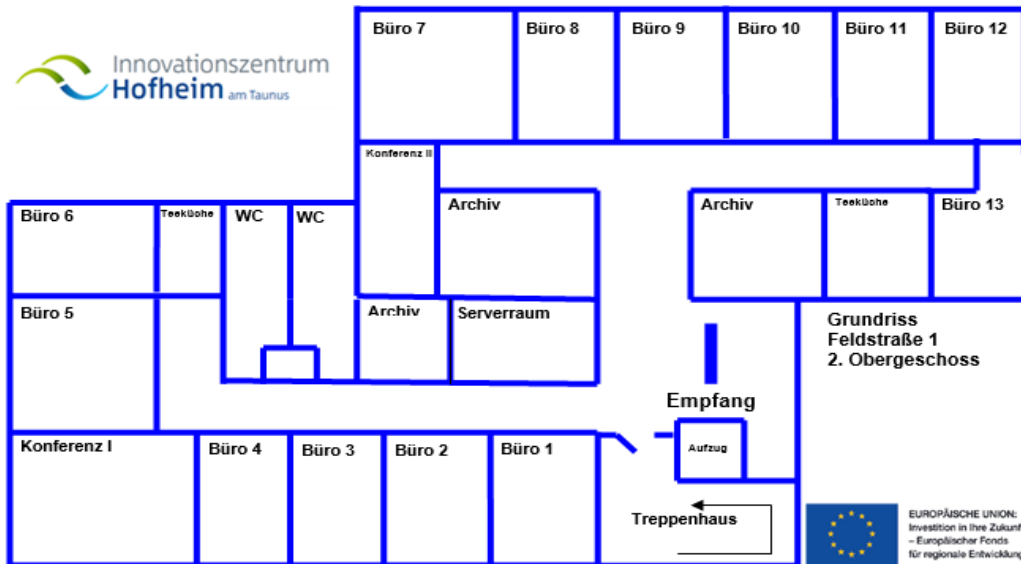 Innovationszentrum
Hofheim am Taunus
Büro 7
Büro 8
Büro 9
Büro 10
Büro 11
Büro 12
Konferenz II
Büro 6
Teeküche
WC
WC
Archiv
Archiv
Teeküche
Büro 13
Büro 5
Archiv
Serverraum
Grundriss
Feldstraße 1
2. Obergeschoss
Empfang
Konferenz I
Büro 4
Büro 3
Büro 2
Büro 1
Aufzug
Treppenhaus
EUROPÄISCHE UNION:
Investition in Ihre Zukunft
– Europäischer Fonds
für regionale Entwicklung